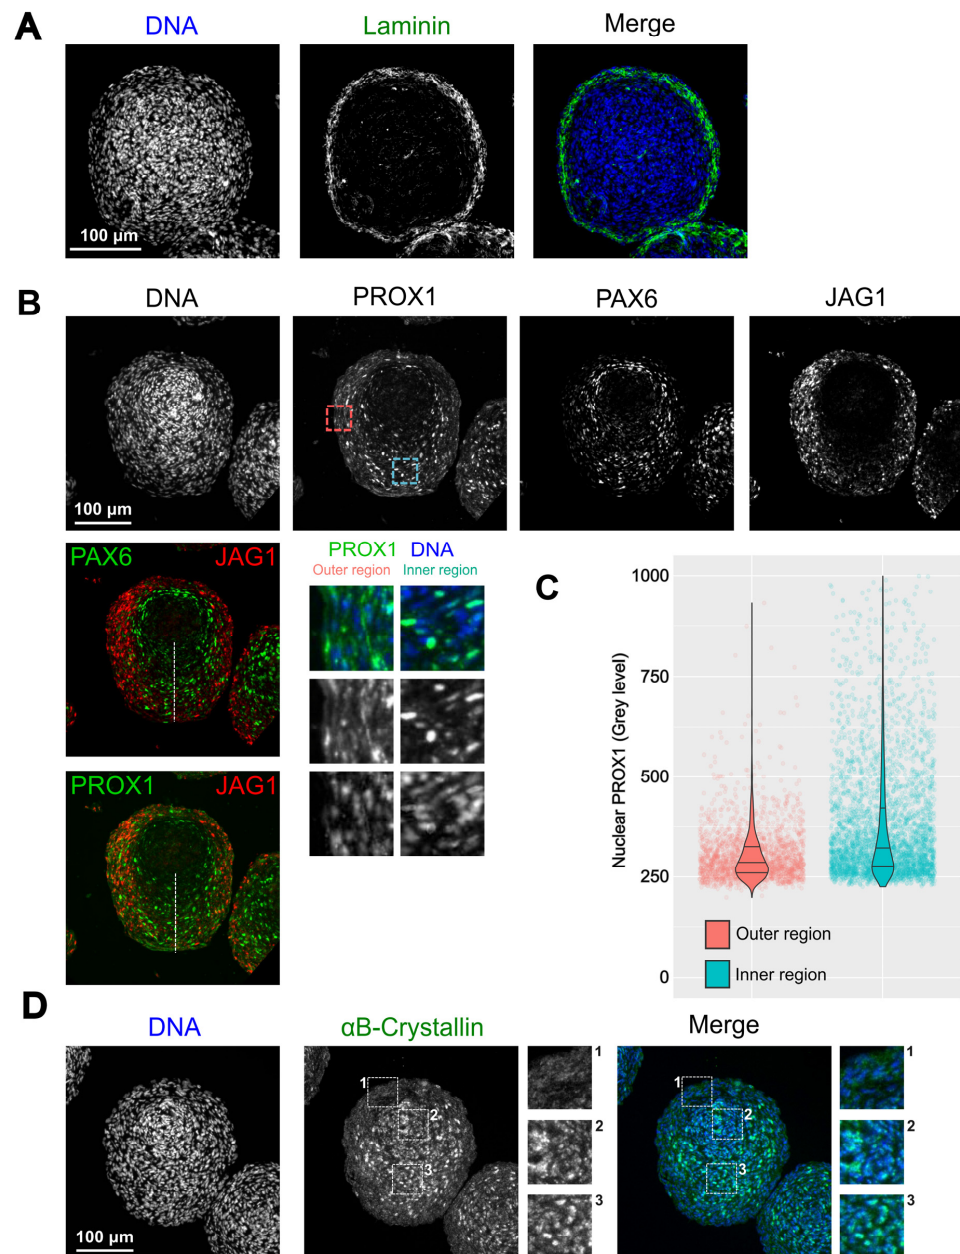 A
DNA
Laminin
Merge
100 µm
B
DNA
PROX1
PAX6
JAG1
100 µm
PAX6
JAG1
PROX1
DNA
Outer region
Inner region
PROX1
JAG1
C
Nuclear PROX1 (Grey level)
1000
750
500
250
0
Outer region
Inner region
D
DNA
αB-Crystallin
Merge
100 µm
1
2
3
1
2
3
1
2
3
1
2
3